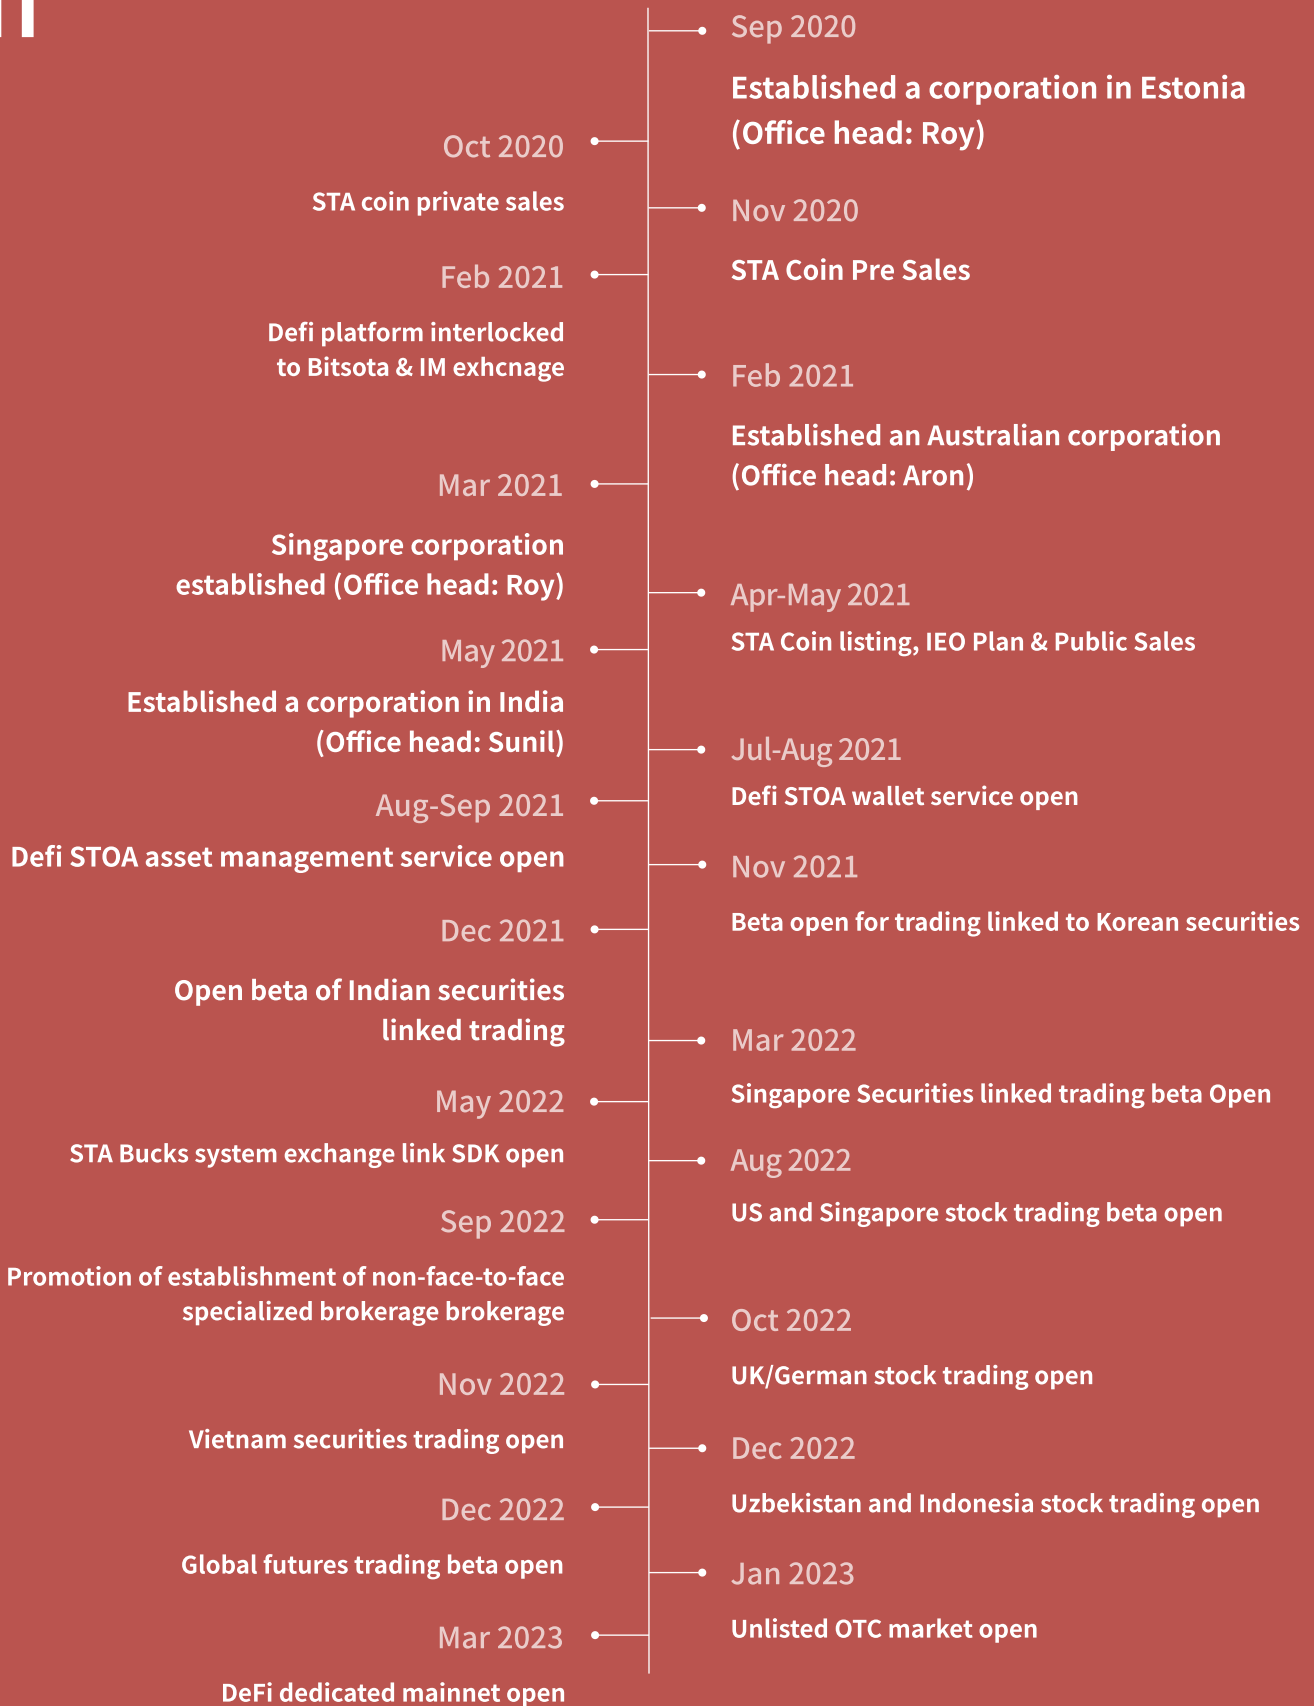 Sep 2020
Established a corporation in Estonia
(Office head: Roy)
Oct 2020
STA coin private sales
Nov 2020
STA Coin Pre Sales
Feb 2021
Defi platform interlocked
to Bitsota & IM exhcnage
Feb 2021
Established an Australian corporation
(Office head: Aron)
Mar 2021
Singapore corporation
established (Office head: Roy)
Apr-May 2021
STA Coin listing, IEO Plan & Public Sales
May 2021
Established a corporation in India
(Office head: Sunil)
Jul-Aug 2021
Defi STOA wallet service open
Aug-Sep 2021
Defi STOA asset management service open
Nov 2021
Beta open for trading linked to Korean securities
Dec 2021
Open beta of Indian securities
linked trading
Mar 2022
Singapore Securities linked trading beta Open
May 2022
STA Bucks system exchange link SDK open
Aug 2022
US and Singapore stock trading beta open
Sep 2022
Promotion of establishment of non-face-to-face
specialized brokerage brokerage
Oct 2022
UK/German stock trading open
Nov 2022
Vietnam securities trading open
Dec 2022
Uzbekistan and Indonesia stock trading open
Dec 2022
Global futures trading beta open
Jan 2023
Unlisted OTC market open
Mar 2023
DeFi dedicated mainnet open